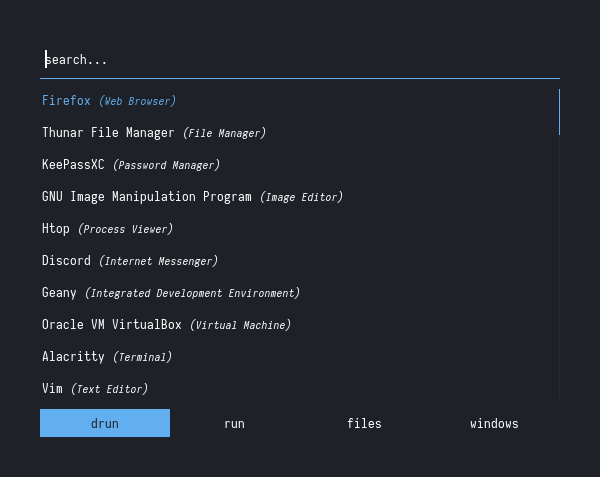 search...
Firefox (Web Browser)
Thunar File Manager (File Manager)
KeePassXC (Password Manager)
GNU Image Manipulation Program (Image Editor)
Htop (Process Viewer)
Discord (Internet Messenger)
Geany (Integrated Development Environment)
Oracle VM VirtualBox (Virtual Machine)
Alacritty (Terminal)
Vim (Text Editor)
drun run files windows